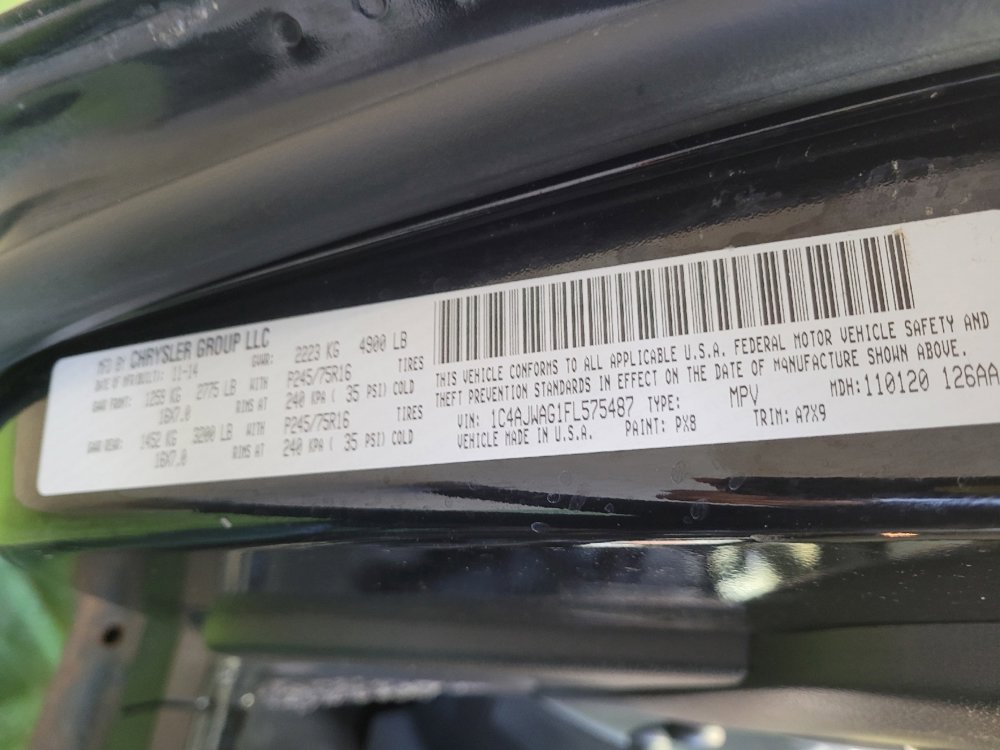 MFD BY CHRYSLER GROUP LLC
DATE OF MFR(MULT): 11-14 GVWR: 2223 KG 4900 LB
GAWR FRONT: 1259 KG 2775 LB WITH P245/75R16 TIRES
16X7.0 RIMS AT 240 KPA ( 35 PSI) COLD
GAWR REAR: 1452 KG 3200 LB WITH P245/75R16 TIRES
16X7.0 RIMS AT 240 KPA ( 35 PSI) COLD
THIS VEHICLE CONFORMS TO ALL APPLICABLE U.S.A. FEDERAL MOTOR VEHICLE SAFETY AND
THEFT PREVENTION STANDARDS IN EFFECT ON THE DATE OF MANUFACTURE SHOWN ABOVE.
VIN: 1C4AJWAG1FL575487 TYPE: MPV MDH:110120 126AA
VEHICLE MADE IN U.S.A. PAINT: PX8 TRIM: A7X9